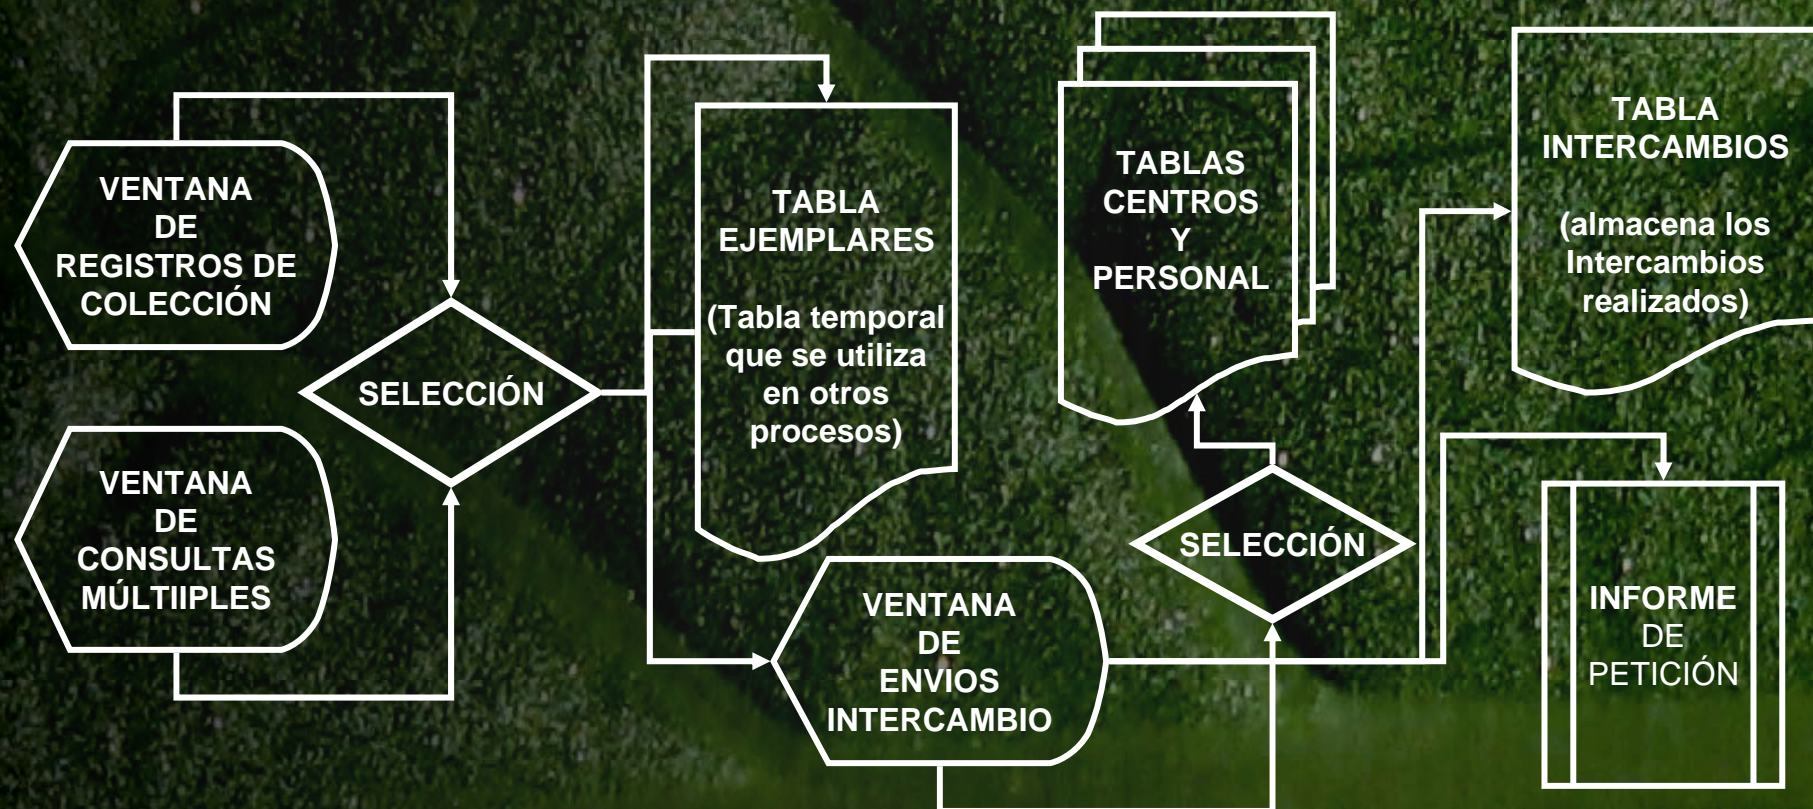 VENTANA
DE
REGISTROS DE
COLECCIÓN
SELECCIÓN
VENTANA
DE
CONSULTAS
MÚLTIIPLES
TABLA
EJEMPLARES
(Tabla temporal
que se utiliza
en otros
procesos)
VENTANA
DE
ENVIOS
INTERCAMBIO
TABLAS
CENTROS
Y
PERSONAL
SELECCIÓN
TABLA
INTERCAMBIOS
(almacena los
Intercambios
realizados)
INFORME
DE
PETICIÓN